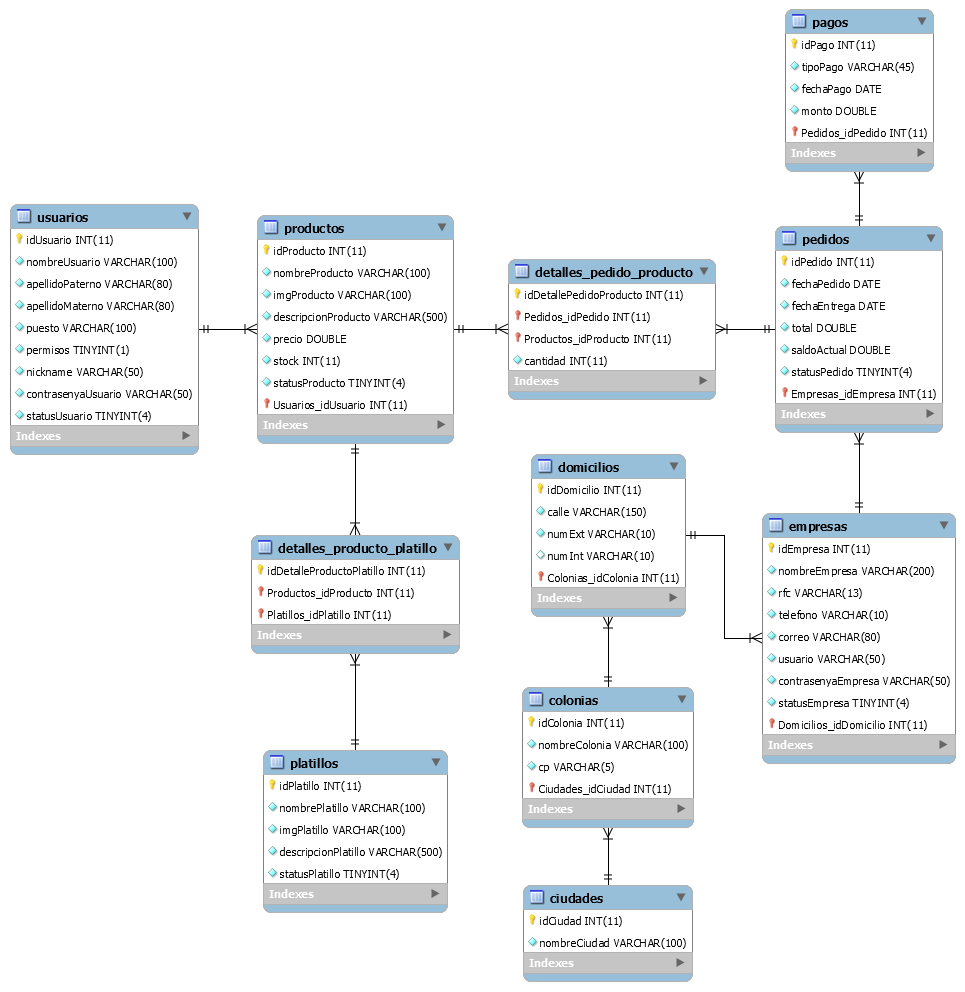 pagos
idPago INT(11)
tipoPago VARCHAR(45)
fechaPago DATE
monto DOUBLE
Pedidos_idPedido INT(11)
Indexes
usuarios
idUsuario INT(11)
nombreUsuario VARCHAR(100)
apellidoPaterno VARCHAR(80)
apellidoMaterno VARCHAR(80)
puesto VARCHAR(100)
permisos TINYINT(1)
nickname VARCHAR(50)
contrasenyaUsuario VARCHAR(50)
statusUsuario TINYINT(4)
Indexes
productos
idProducto INT(11)
nombreProducto VARCHAR(100)
imgProducto VARCHAR(100)
descripcionProducto VARCHAR(500)
precio DOUBLE
stock INT(11)
statusProducto TINYINT(4)
Usuarios_idUsuario INT(11)
Indexes
detalles_pedido_producto
idDetallePedidoProducto INT(11)
Pedidos_idPedido INT(11)
Productos_idProducto INT(11)
cantidad INT(11)
Indexes
pedidos
idPedido INT(11)
fechaPedido DATE
fechaEntrega DATE
total DOUBLE
saldoActual DOUBLE
statusPedido TINYINT(4)
Empresas_idEmpresa INT(11)
Indexes
domicilios
idDomicilio INT(11)
calle VARCHAR(150)
numExt VARCHAR(10)
numInt VARCHAR(10)
Colonias_idColonia INT(11)
Indexes
empresas
idEmpresa INT(11)
nombreEmpresa VARCHAR(200)
rfc VARCHAR(13)
telefono VARCHAR(10)
correo VARCHAR(80)
usuario VARCHAR(50)
contrasenyaEmpresa VARCHAR(50)
statusEmpresa TINYINT(4)
Domicilios_idDomicilio INT(11)
Indexes
detalles_producto_platillo
idDetalleProductoPlatillo INT(11)
Productos_idProducto INT(11)
Platillos_idPlatillo INT(11)
Indexes
colonias
idColonia INT(11)
nombreColonia VARCHAR(100)
cp VARCHAR(5)
Ciudades_idCiudad INT(11)
Indexes
platillos
idPlatillo INT(11)
nombrePlatillo VARCHAR(100)
imgPlatillo VARCHAR(100)
descripcionPlatillo VARCHAR(500)
statusPlatillo TINYINT(4)
Indexes
ciudades
idCiudad INT(11)
nombreCiudad VARCHAR(100)
Indexes